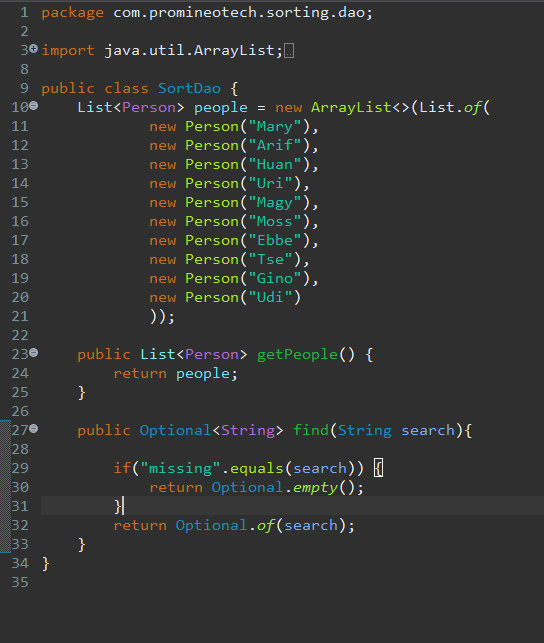 1 package com.promineotech.sorting.dao;
2
3 import java.util.ArrayList;
8
9 public class SortDao {
10 List<Person> people = new ArrayList<>(List.of(
11 new Person("Mary"),
12 new Person("Arif"),
13 new Person("Huan"),
14 new Person("Uri"),
15 new Person("Magy"),
16 new Person("Moss"),
17 new Person("Ebbe"),
18 new Person("Tse"),
19 new Person("Gino"),
20 new Person("Udi")
21 ));
22
23 public List<Person> getPeople() {
24 return people;
25 }
26
27 public Optional<String> find(String search){
28
29 if("missing".equals(search)) {
30 return Optional.empty();
31 }
32 return Optional.of(search);
33 }
34 }
35